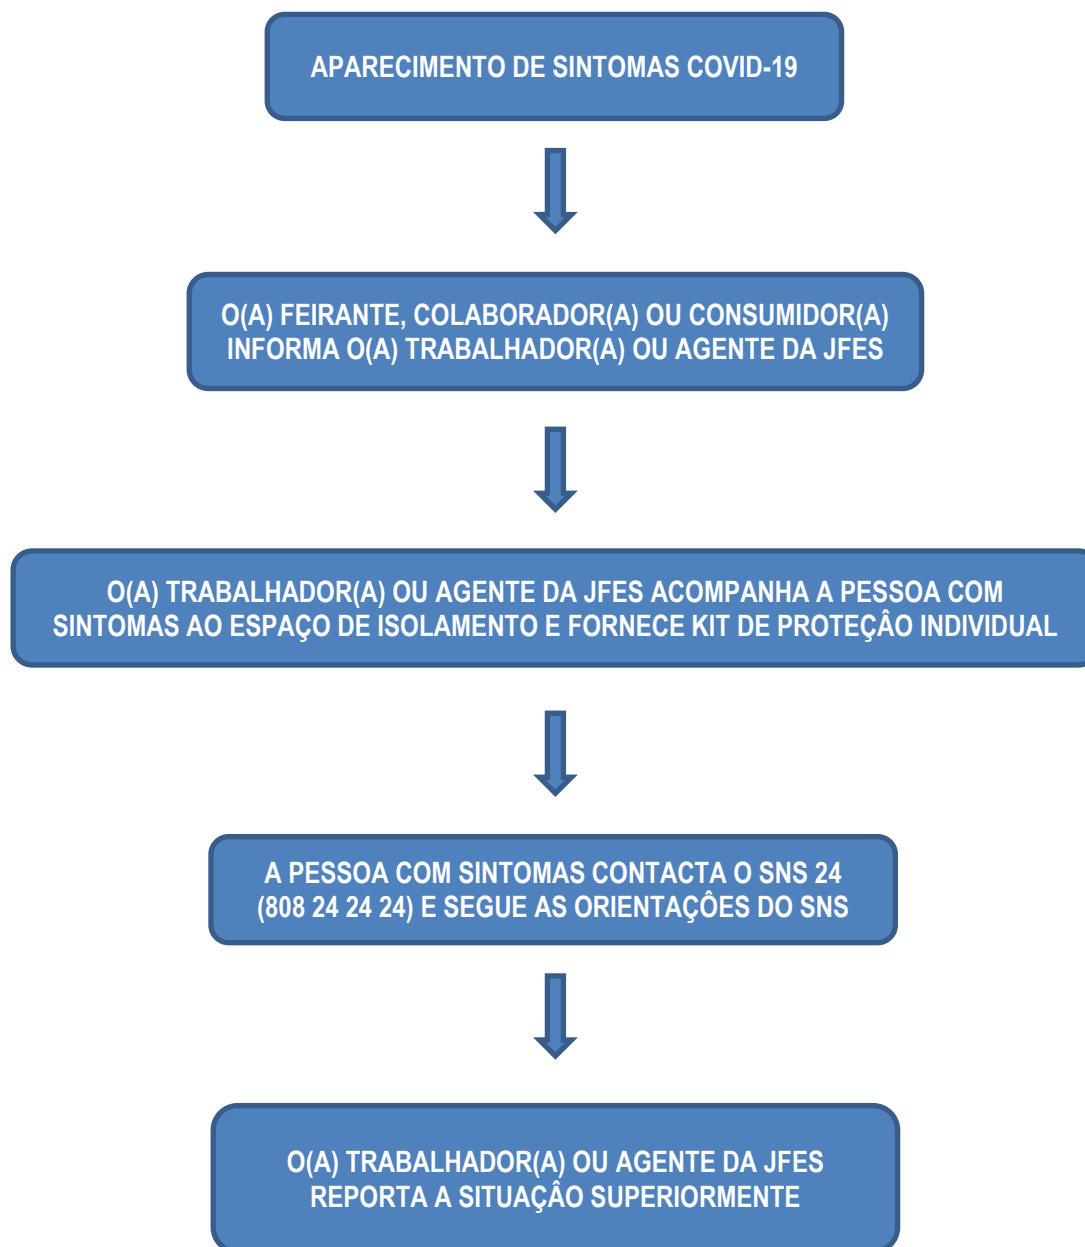 APARECIMENTO DE SINTOMAS COVID-19
O(A) FEIRANTE, COLABORADOR(A) OU CONSUMIDOR(A)
INFORMA O(A) TRABALHADOR(A) OU AGENTE DA JFES
O(A) TRABALHADOR(A) OU AGENTE DA JFES ACOMPANHA A PESSOA COM
SINTOMAS AO ESPAÇO DE ISOLAMENTO E FORNECE KIT DE PROTEÇÂO INDIVIDUAL
A PESSOA COM SINTOMAS CONTACTA O SNS 24
(808 24 24 24) E SEGUE AS ORIENTAÇÔES DO SNS
O(A) TRABALHADOR(A) OU AGENTE DA JFES
REPORTA A SITUAÇÂO SUPERIORMENTE